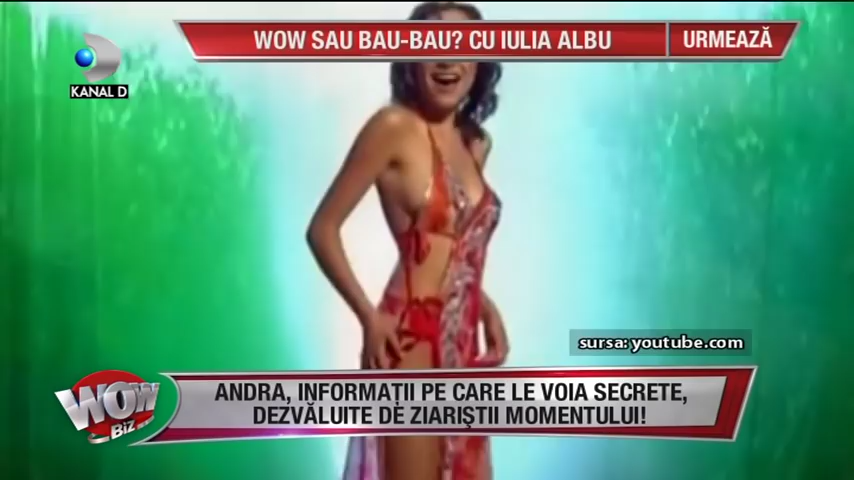 WOW SAU BAU-BAU? CU IULIA ALBU
URMEAZĂ
KANAL D
sursa: youtube.com
ANDRA, INFORMAȚII PE CARE LE VOIA SECRETE,
DEZVĂLUITE DE ZIARIȘTII MOMENTULUI!
WOW
BIZ